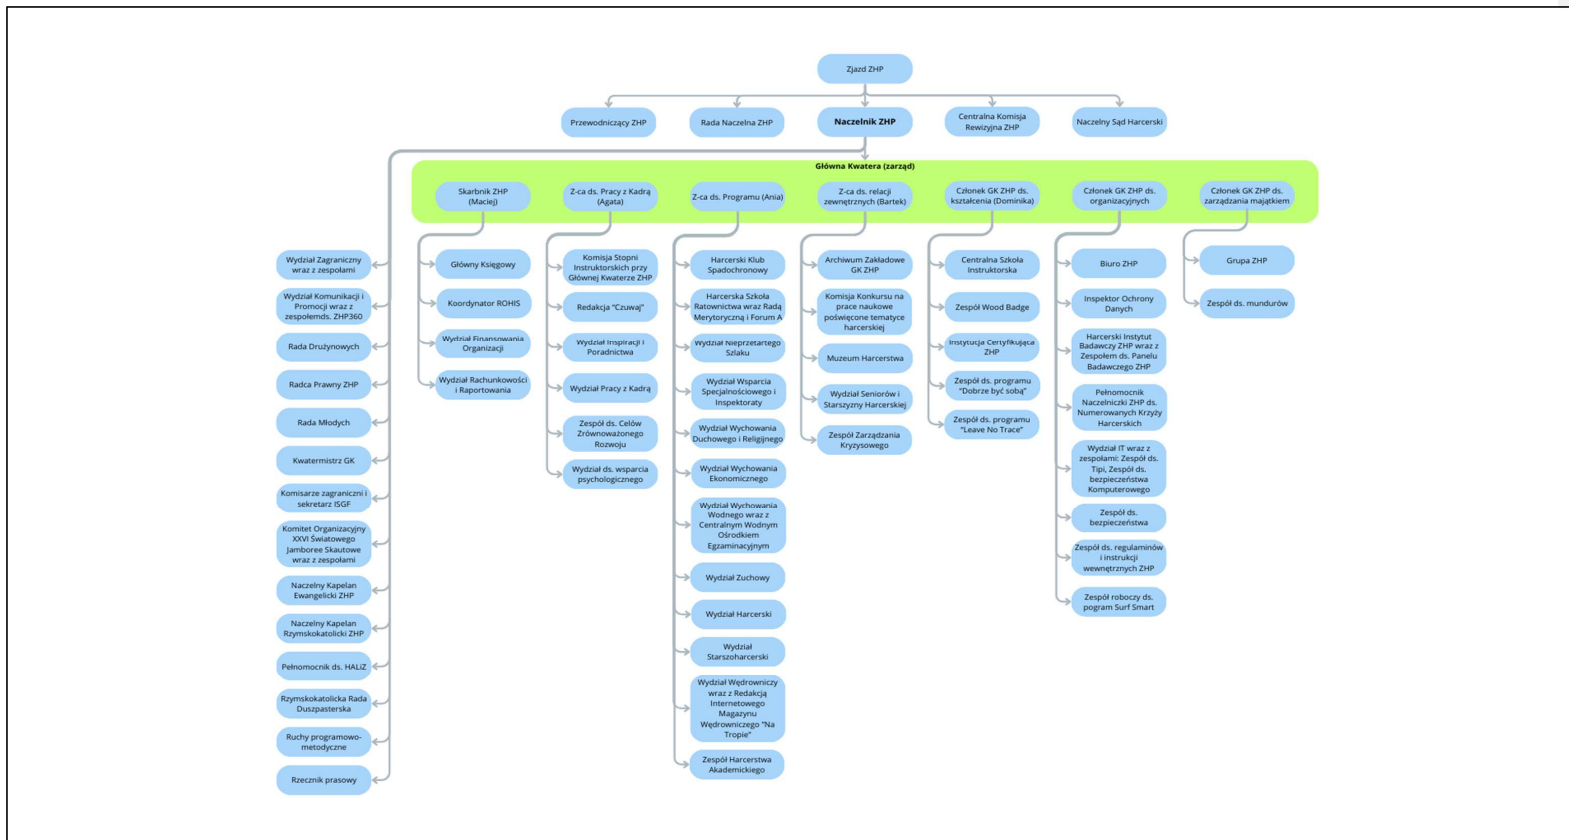 Zjazd ZHP
Przewodniczący ZHP
Rada Naczelna ZHP
Naczelnik ZHP
Centralna Komisja
Rewizyjna ZHP
Naczelny Sąd Harcerski
Główna Kwatera (zarząd)
Skarbnik ZHP
(Maciej)
Z-ca ds. Pracy z Kadrą
(Agata)
Z-ca ds. Programu (Ania)
Z-ca ds. relacji
zewnętrznych (Bartek)
Członek GK ZHP ds.
kształcenia (Dominika)
Członek GK ZHP ds.
organizacyjnych
Członek GK ZHP ds.
zarządzania majątkiem
Wydział Zagraniczny
wraz z zespołami
Wydział Komunikacji i
Promocji wraz z
zespołemds. ZHP360
Rada Drużynowych
Radca Prawny ZHP
Rada Młodych
Kwatermistrz GK
Komisarze zagraniczni i
sekretarz ISGF
Komitet Organizacyjny
XXVI Światowego
Jamboree Skautowe
wraz z zespołami
Naczelny Kapelan
Ewangelicki ZHP
Naczelny Kapelan
Rzymskokatolicki ZHP
Pełnomocnik ds. HALiZ
Rzymskokatolicka Rada
Duszpasterska
Ruchy programowo-
metodyczne
Rzecznik prasowy
Główny Księgowy
Koordynator ROHIS
Wydział Finansowania
Organizacji
Wydział Rachunkowości
i Raportowania
Komisja Stopni
Instruktorskich przy
Głównej Kwaterze ZHP
Redakcja "Czuwaj"
Wydział Inspiracji i
Poradnictwa
Wydział Pracy z Kadrą
Zespół ds. Celów
Zrównoważonego
Rozwoju
Wydział ds. wsparcia
psychologicznego
Harcerski Klub
Spadochronowy
Harcerska Szkoła
Ratownictwa wraz Radą
Merytoryczną i Forum A
Wydział Nieprzetartego
Szlaku
Wydział Wsparcia
Specjalnościowego i
Inspektoraty
Wydział Wychowania
Duchowego i Religijnego
Wydział Wychowania
Ekonomicznego
Wydział Wychowania
Wodnego wraz z
Centralnym Wodnym
Ośrodkiem
Egzaminacyjnym
Wydział Zuchowy
Wydział Harcerski
Wydział
Starszoharcerski
Wydział Wędrowniczy
wraz z Redakcją
Internetowego
Magazynu
Wędrowniczego "Na
Tropie"
Zespół Harcerstwa
Akademickiego
Archiwum Zakładowe
GK ZHP
Komisja Konkursu na
prace naukowe
poświęcone tematyce
harcerskiej
Muzeum Harcerstwa
Wydział Seniorów i
Starszyzny Harcerskiej
Zespół Zarządzania
Kryzysowego
Centralna Szkoła
Instruktorska
Zespół Wood Badge
Instytucja Certyfikująca
ZHP
Zespół ds. programu
"Dobrze być sobą"
Zespół ds. programu
"Leave No Trace"
Biuro ZHP
Inspektor Ochrony
Danych
Harcerski Instytut
Badawczy ZHP wraz z
Zespołem ds. Panelu
Badawczego ZHP
Pełnomocnik
Naczelniczki ZHP ds.
Numerowanych Krzyży
Harcerskich
Wydział IT wraz z
zespołami: Zespół ds.
Tipi, Zespół ds.
bezpieczeństwa
Komputerowego
Zespół ds.
bezpieczeństwa
Zespół ds. regulaminów
i instrukcji
wewnętrznych ZHP
Zespół roboczy ds.
pogram Surf Smart
Grupa ZHP
Zespół ds. mundurów